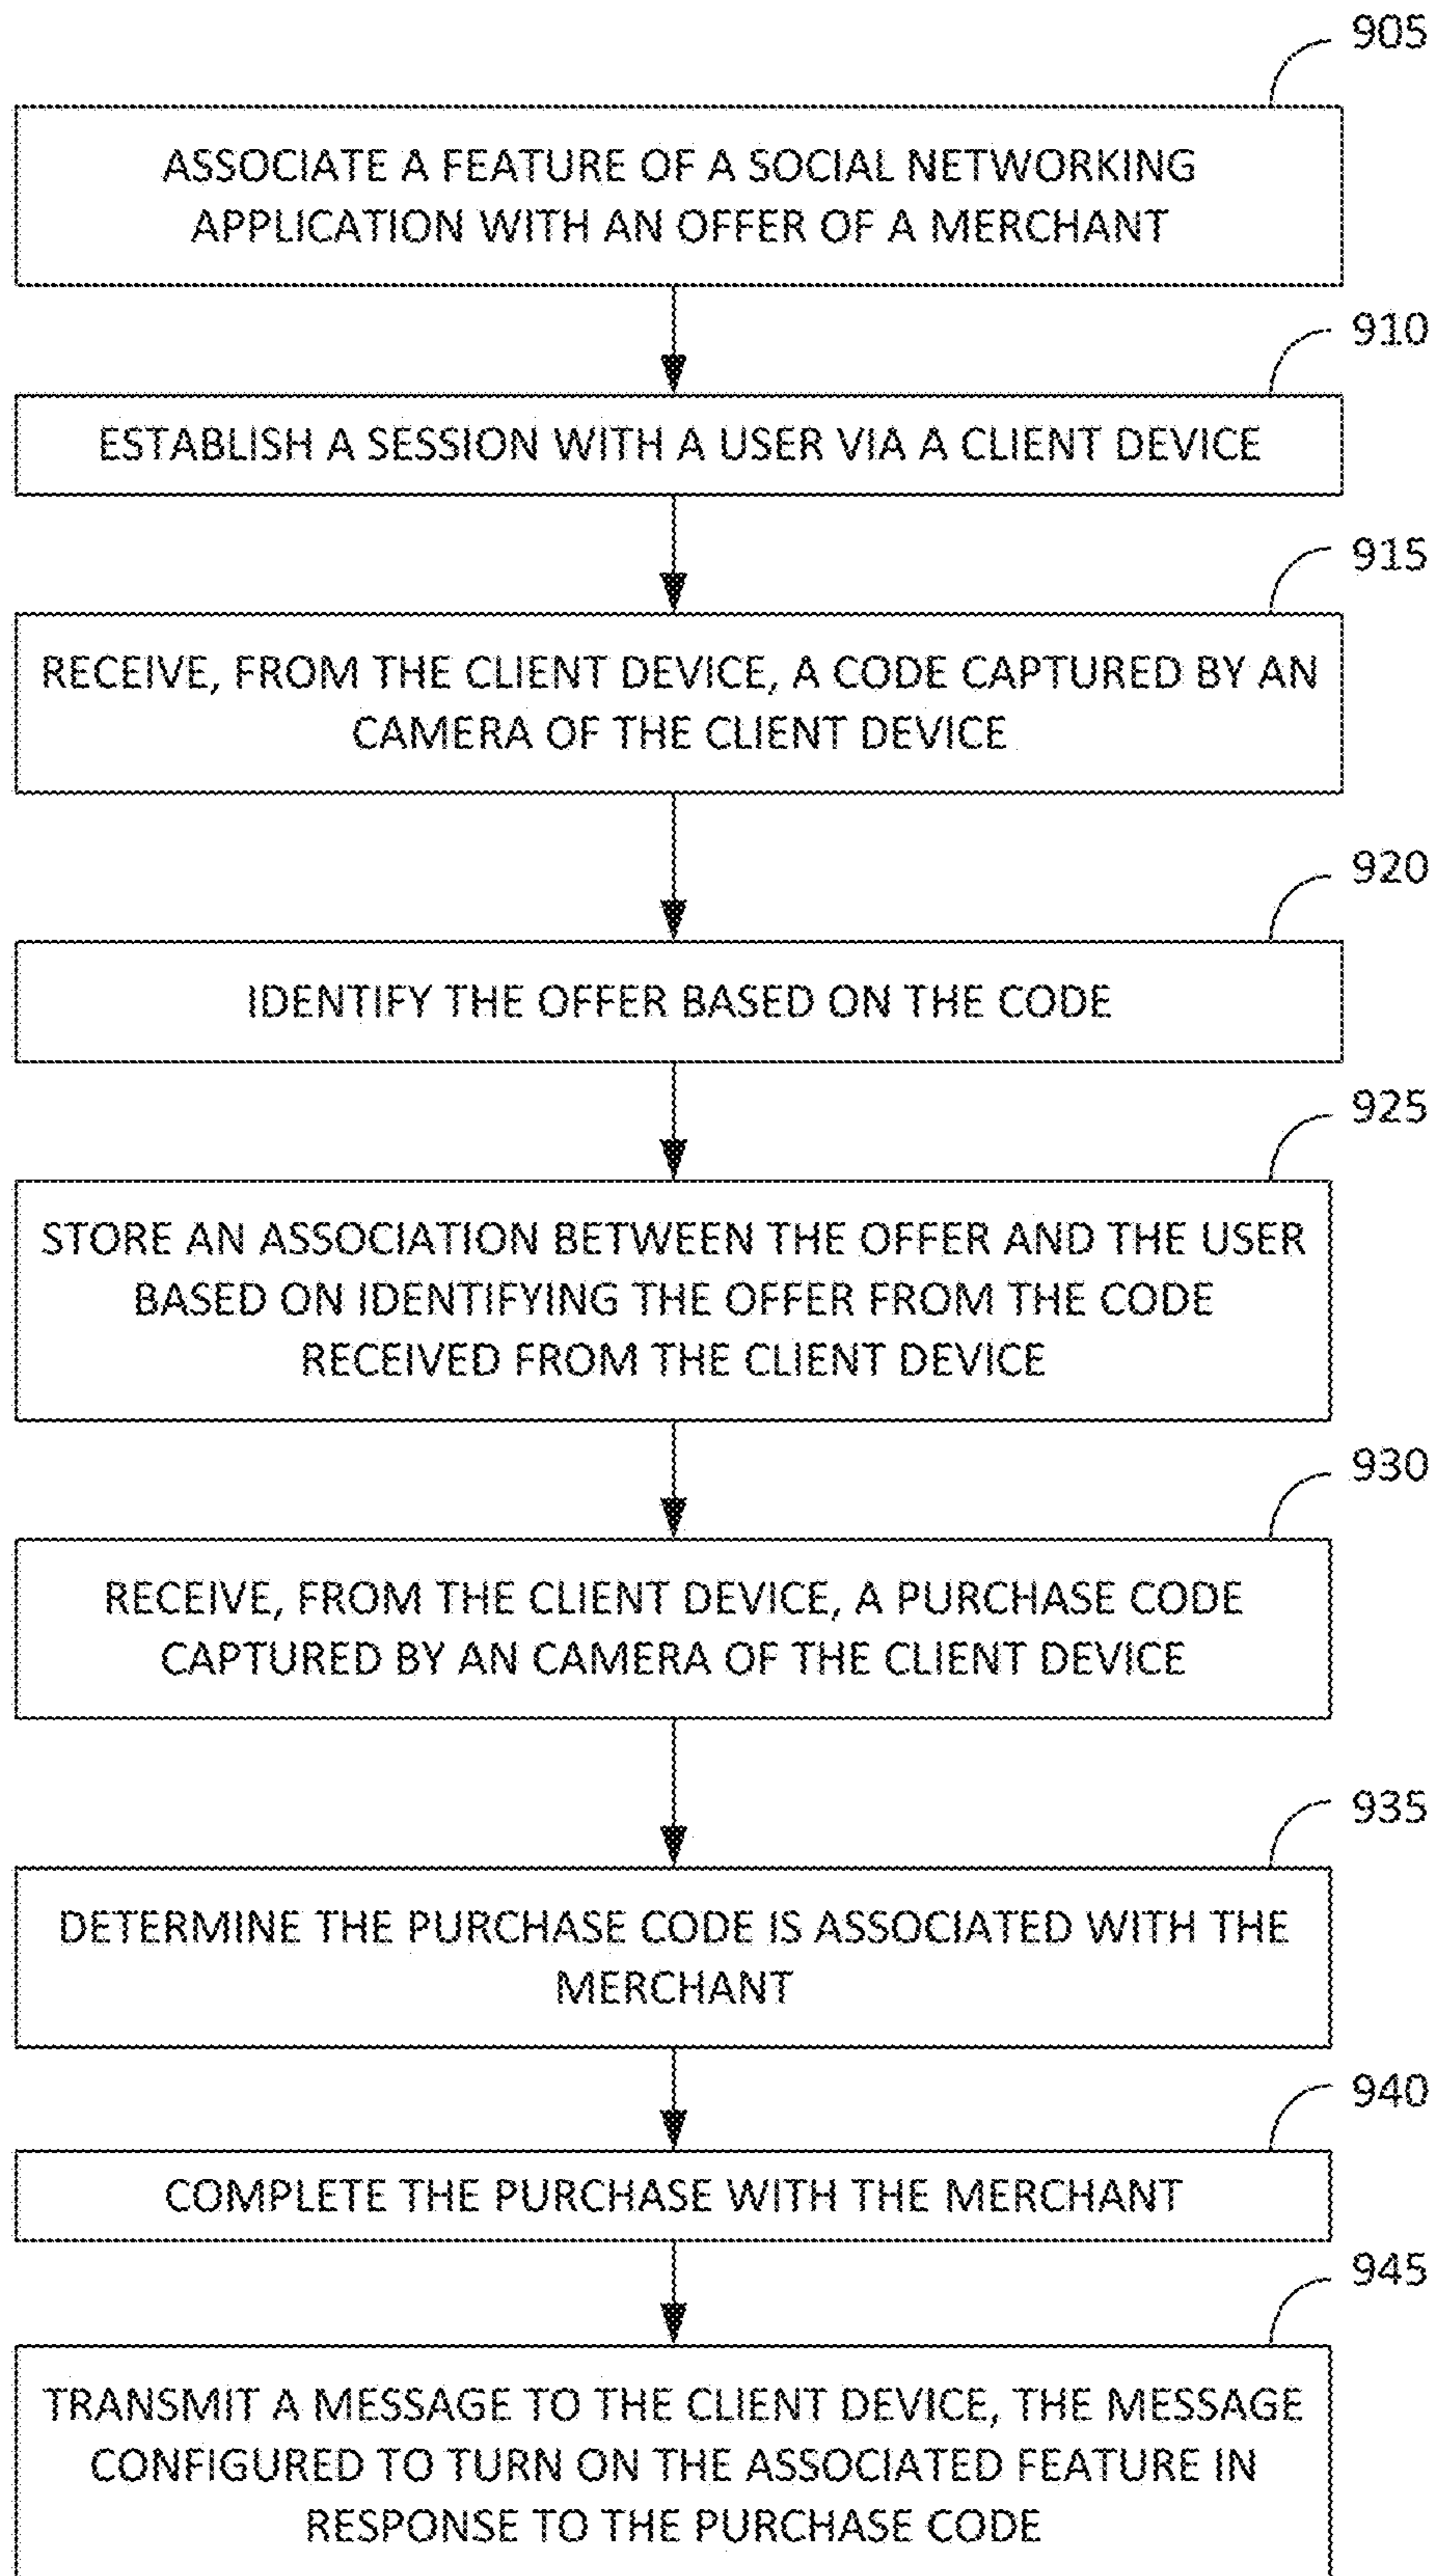 905
ASSOCIATE A FEATURE OF A SOCIAL NETWORKING
APPLICATION WITH AN OFFER OF A MERCHANT
910
ESTABLISH A SESSION WITH A USER VIA A CLIENT DEVICE
915
RECEIVE, FROM THE CLIENT DEVICE, A CODE CAPTURED BY AN
CAMERA OF THE CLIENT DEVICE
920
IDENTIFY THE OFFER BASED ON THE CODE
925
STORE AN ASSOCIATION BETWEEN THE OFFER AND THE USER
BASED ON IDENTIFYING THE OFFER FROM THE CODE
RECEIVED FROM THE CLIENT DEVICE
930
RECEIVE, FROM THE CLIENT DEVICE, A PURCHASE CODE
CAPTURED BY AN CAMERA OF THE CLIENT DEVICE
935
DETERMINE THE PURCHASE CODE IS ASSOCIATED WITH THE
MERCHANT
940
COMPLETE THE PURCHASE WITH THE MERCHANT
945
TRANSMIT A MESSAGE TO THE CLIENT DEVICE, THE MESSAGE
CONFIGURED TO TURN ON THE ASSOCIATED FEATURE IN
RESPONSE TO THE PURCHASE CODE